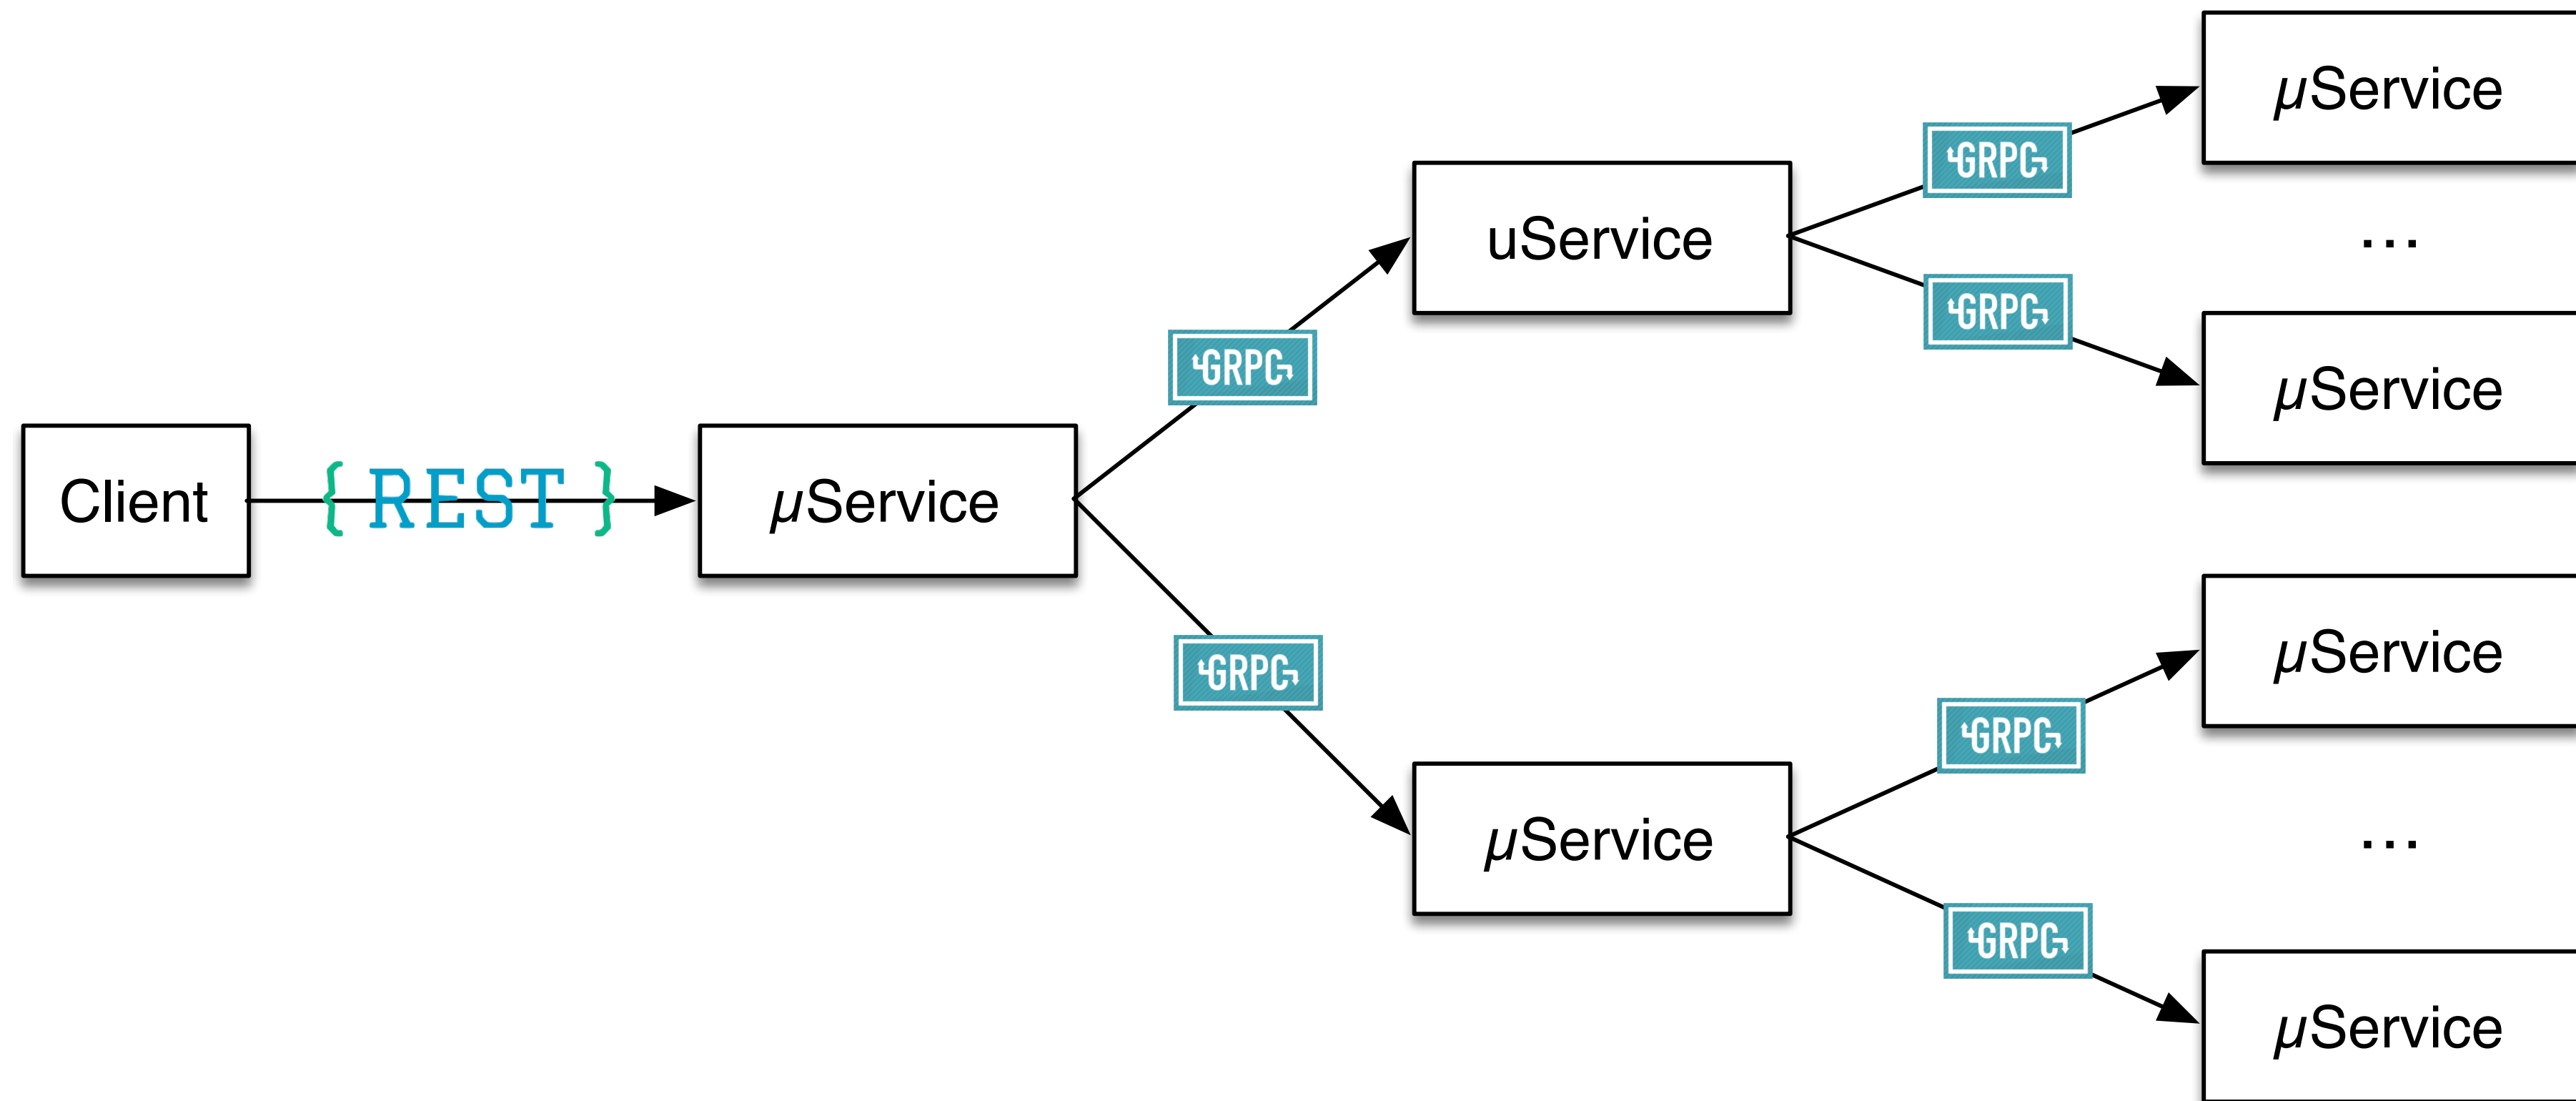 Client
{ REST }
µService
GRPC
GRPC
uService
µService
GRPC
GRPC
GRPC
GRPC
µService
...
µService
µService
...
µService